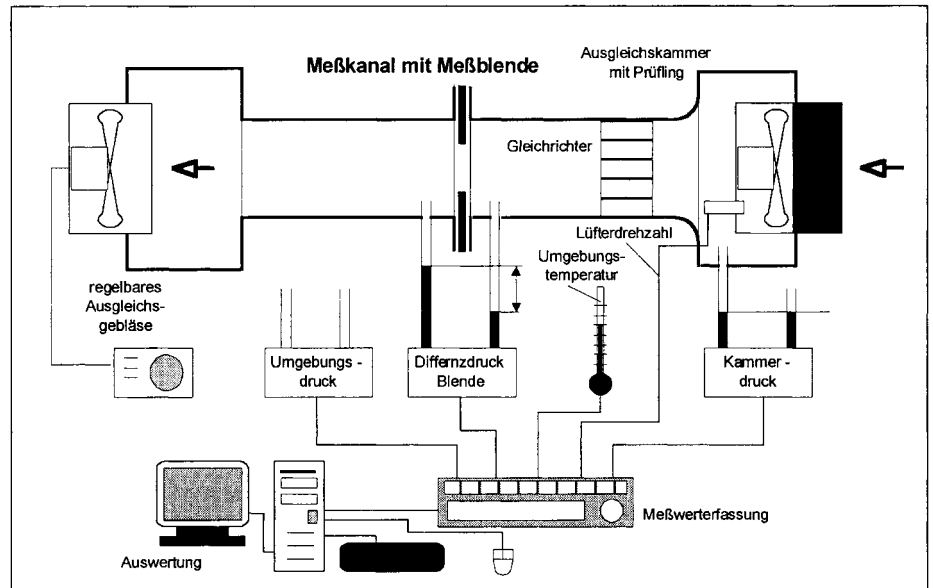 Meßkanal mit Meßblende
Ausgleichskammer
mit Prüfling
Gleichrichter
Lüfterdrehzahl
Umgebungs-
temperatur
regelbares
Ausgleichs-
gebläse
Umgebungs -
druck
Differnzdruck
Blende
Kammer -
druck
Meßwerterfassung
Auswertung